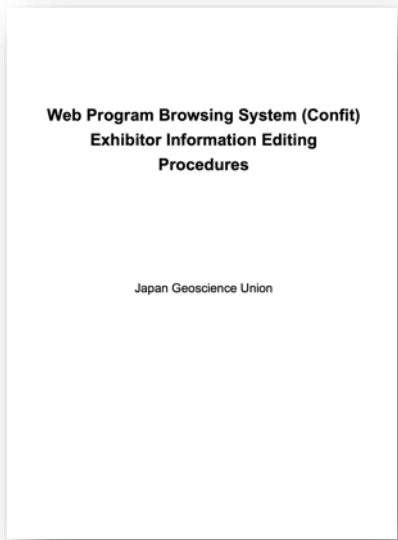 Web Program Browsing System (Confit)
Exhibitor Information Editing
Procedures
Japan Geoscience Union